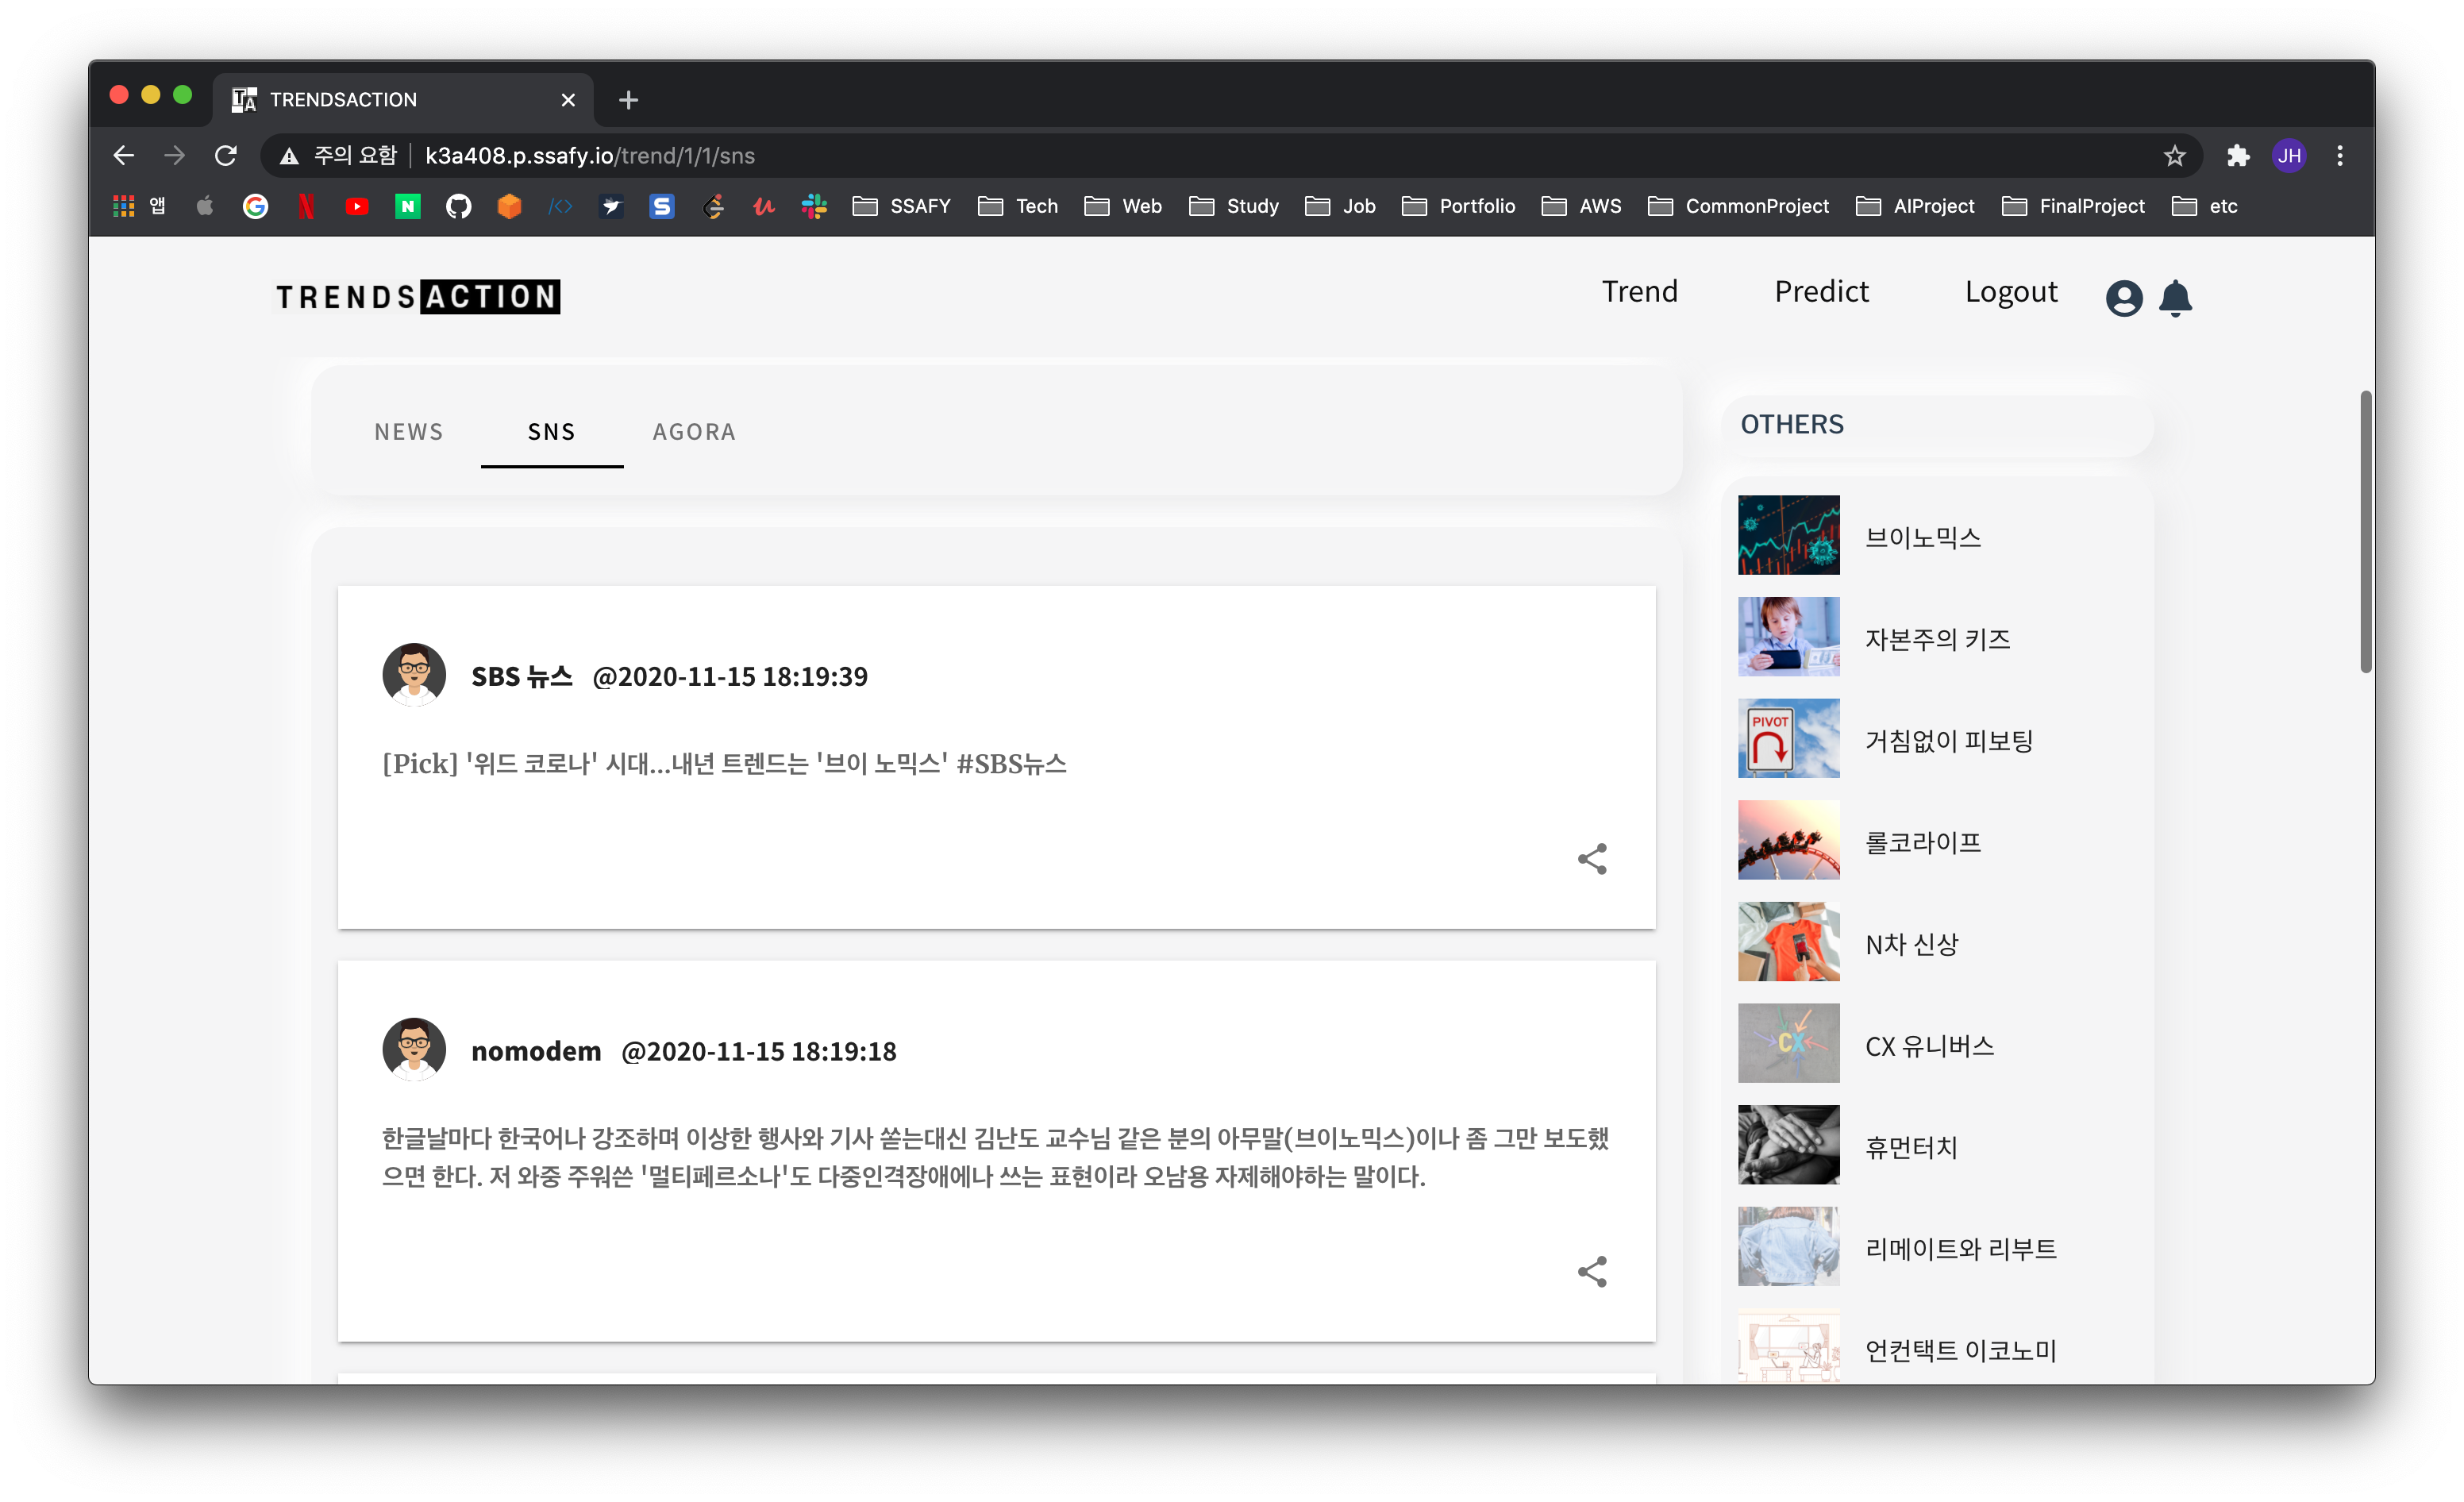 TRENDSACTION
주의 요함 k3a408.p.ssafy.io/trend/1/1/sns
JH
앱 SSAFY Tech Web Study Job Portfolio AWS CommonProject AIProject FinalProject etc
TRENDSACTION
Trend Predict Logout
NEWS SNS AGORA
SBS 뉴스 @2020-11-15 18:19:39
[Pick] '위드 코로나' 시대...내년 트렌드는 '브이 노믹스' #SBS뉴스
nomodem @2020-11-15 18:19:18
한글날마다 한국어나 강조하며 이상한 행사와 기사 쏟는대신 김난도 교수님 같은 분의 아무말(브이노믹스)이나 좀 그만 보도했
으면 한다. 저 와중 주워쓴 '멀티페르소나'도 다중인격장애에나 쓰는 표현이라 오남용 자제해야하는 말이다.
OTHERS
브이노믹스
자본주의 키즈
PIVOT
거침없이 피보팅
롤코라이프
N차 신상
CX
CX 유니버스
휴먼터치
리메이트와 리부트
언컨택트 이코노미